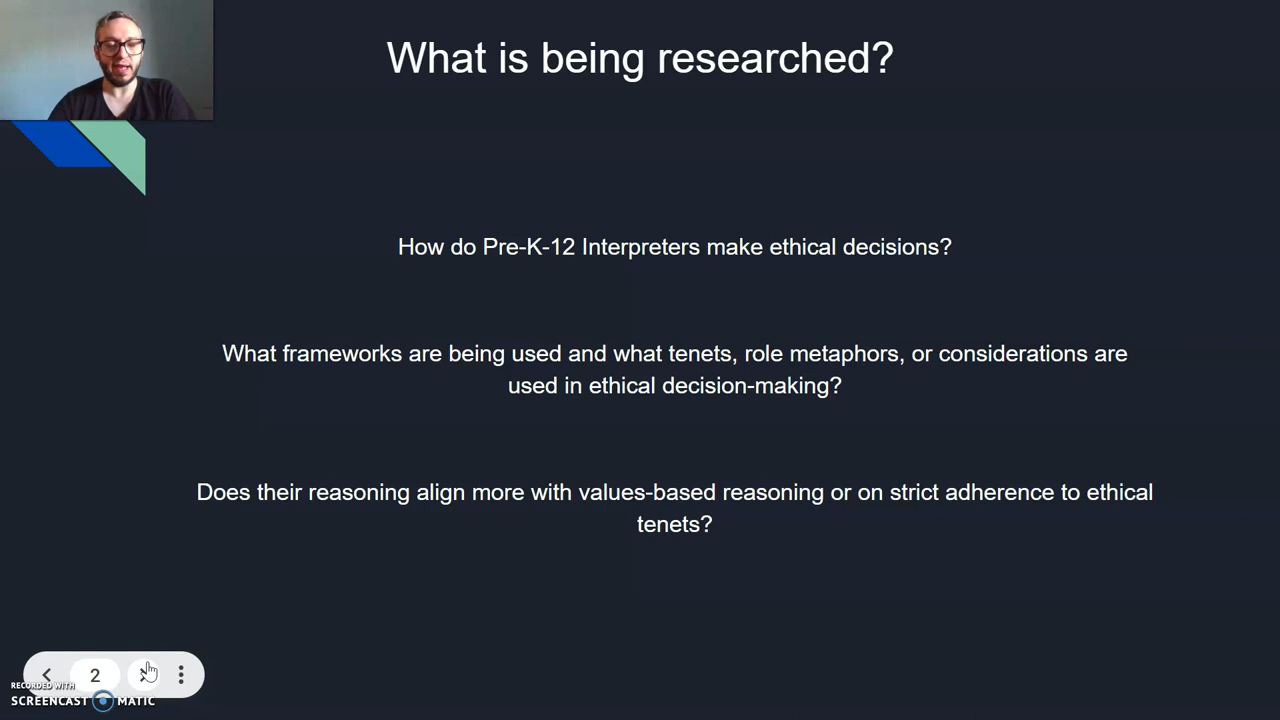 What is being researched?
How do Pre-K-12 Interpreters make ethical decisions?
What frameworks are being used and what tenets, role metaphors, or considerations are
used in ethical decision-making?
Does their reasoning align more with values-based reasoning or on strict adherence to ethical
tenets?
2
RECORDED WITH
SCREENCAST MATIC